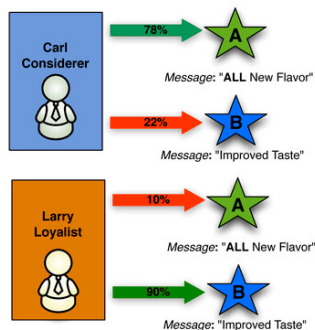 Carl
Considerer
78%
A
Message: "ALL New Flavor"
22%
B
Message: "Improved Taste"
Larry
Loyalist
10%
A
Message: "ALL New Flavor"
90%
B
Message: "Improved Taste"